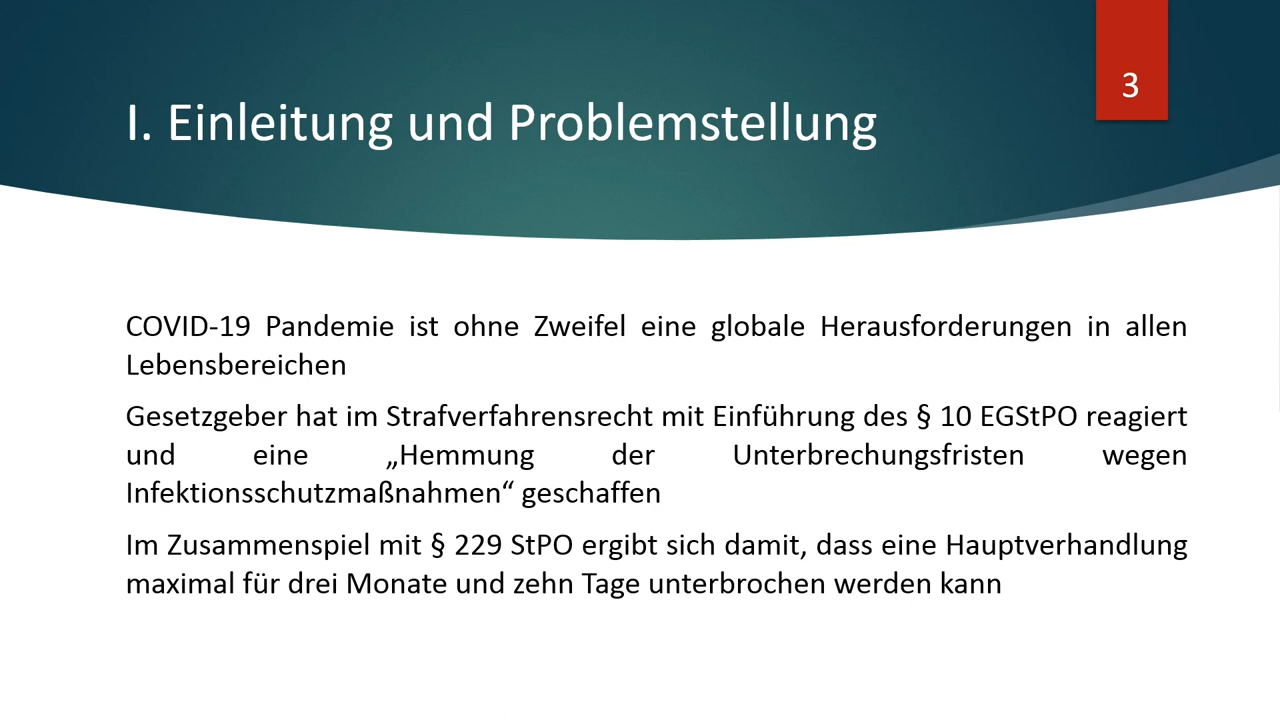 3
I. Einleitung und Problemstellung
COVID-19 Pandemie ist ohne Zweifel eine globale Herausforderungen in allen
Lebensbereichen
Gesetzgeber hat im Strafverfahrensrecht mit Einführung des § 10 EGStPO reagiert
und eine „Hemmung der Unterbrechungsfristen wegen
Infektionsschutzmaßnahmen“ geschaffen
Im Zusammenspiel mit § 229 StPO ergibt sich damit, dass eine Hauptverhandlung
maximal für drei Monate und zehn Tage unterbrochen werden kann